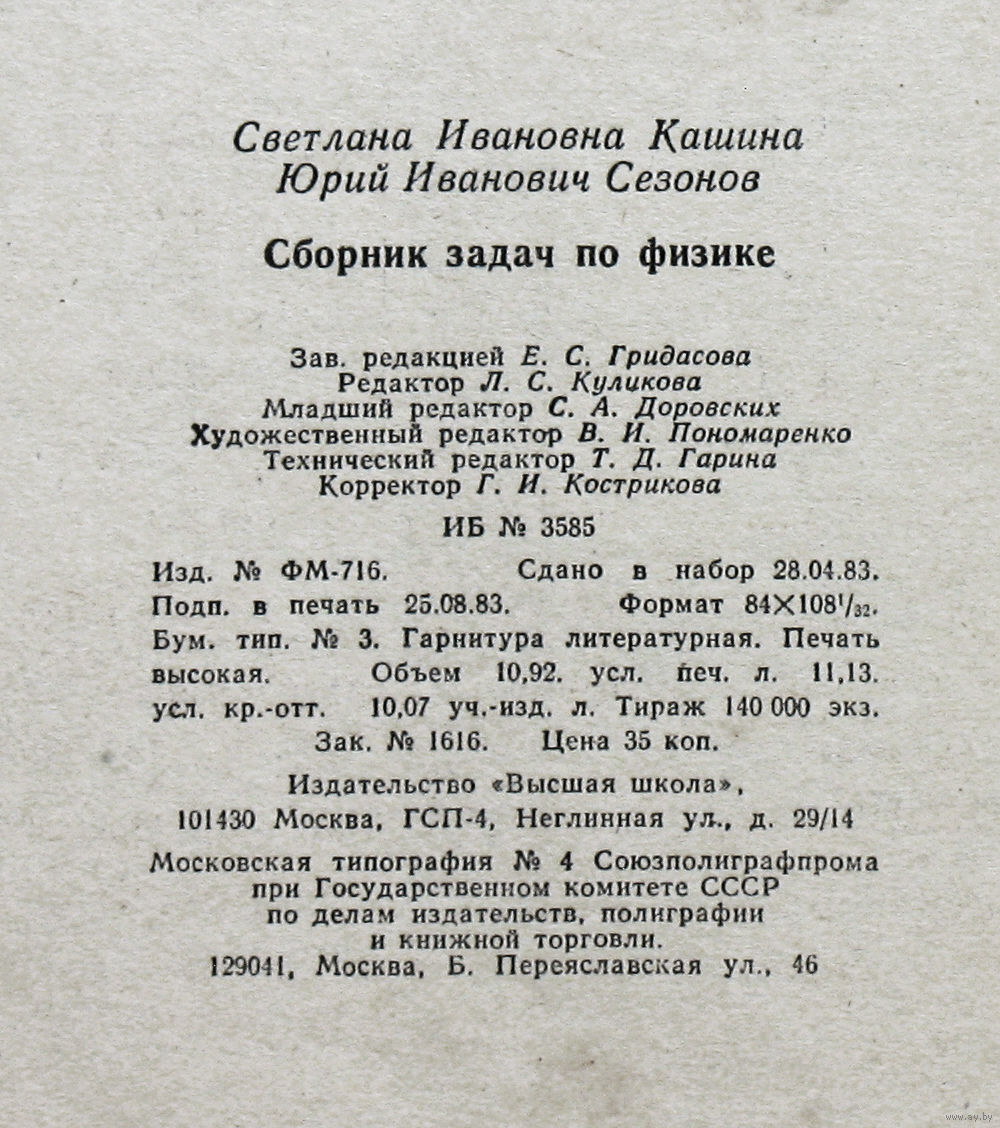 Светлана Ивановна Кашина
Юрий Иванович Сезонов
Сборник задач по физике
Зав. редакцией Е. С. Гридасова
Редактор Л. С. Куликова
Младший редактор С. А. Доровских
Художественный редактор В. И. Пономаренко
Технический редактор Т. Д. Гарина
Корректор Г. И. Кострикова
ИБ № 3585
Изд. № ФМ-716. Сдано в набор 28.04.83.
Подп. в печать 25.08.83. Формат 84×108¹/₃₂.
Бум. тип. № 3. Гарнитура литературная. Печать
высокая. Объем 10,92. усл. печ. л. 11,13.
усл. кр.-отт. 10,07 уч.-изд. л. Тираж 140 000 экз.
Зак. № 1616. Цена 35 коп.
Издательство «Высшая школа»,
101430 Москва, ГСП-4, Неглинная ул., д. 29/14
Московская типография № 4 Союзполиграфпрома
при Государственном комитете СССР
по делам издательств, полиграфии
и книжной торговли.
129041, Москва, Б. Переяславская ул., 46
www.ay.by